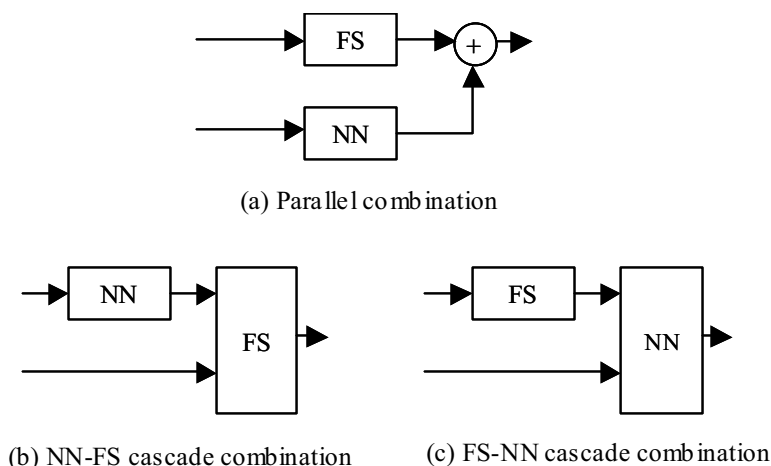 FS
+
NN
(a) Parallel combination
NN
FS
FS
NN
(b) NN-FS cascade combination
(c) FS-NN cascade combination